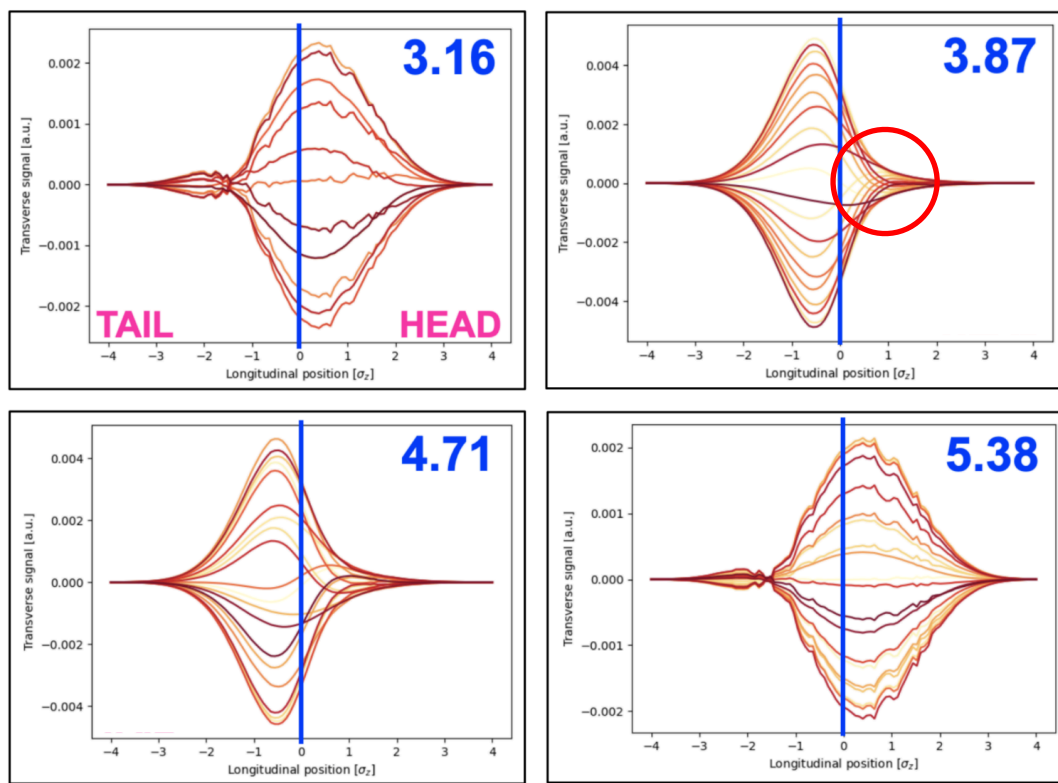 3.16
0.002
0.001
0.000
−0.001
−0.002
Transverse signal [a.u.]
TAIL
HEAD
−4 −3 −2 −1 0 1 2 3 4
Longitudinal position [σz]
3.87
0.004
0.002
0.000
−0.002
−0.004
Transverse signal [a.u.]
−4 −3 −2 −1 0 1 2 3 4
Longitudinal position [σz]
4.71
0.004
0.002
0.000
−0.002
−0.004
Transverse signal [a.u.]
−4 −3 −2 −1 0 1 2 3 4
Longitudinal position [σz]
5.38
0.002
0.001
0.000
−0.001
−0.002
Transverse signal [a.u.]
−4 −3 −2 −1 0 1 2 3 4
Longitudinal position [σz]